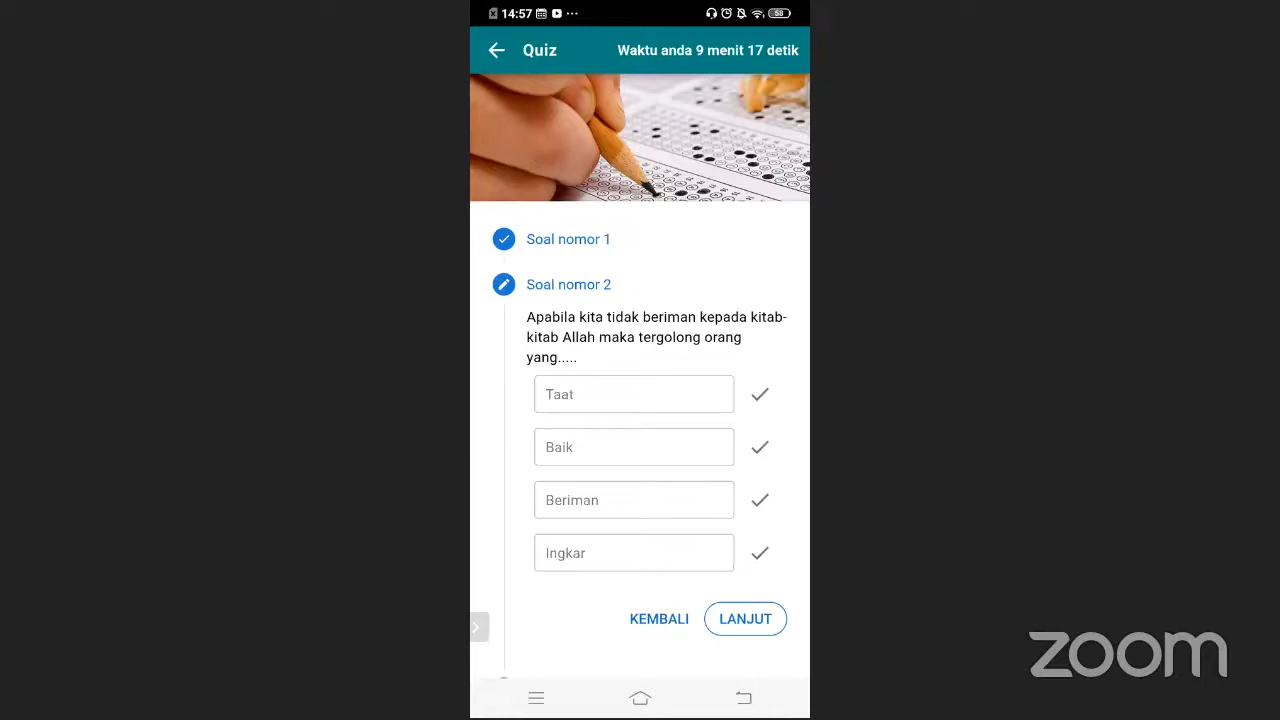 14:57
58
Quiz
Waktu anda 9 menit 17 detik
Soal nomor 1
Soal nomor 2
Apabila kita tidak beriman kepada kitab-
kitab Allah maka tergolong orang
yang.....
Taat
Baik
Beriman
Ingkar
KEMBALI
LANJUT
zoom